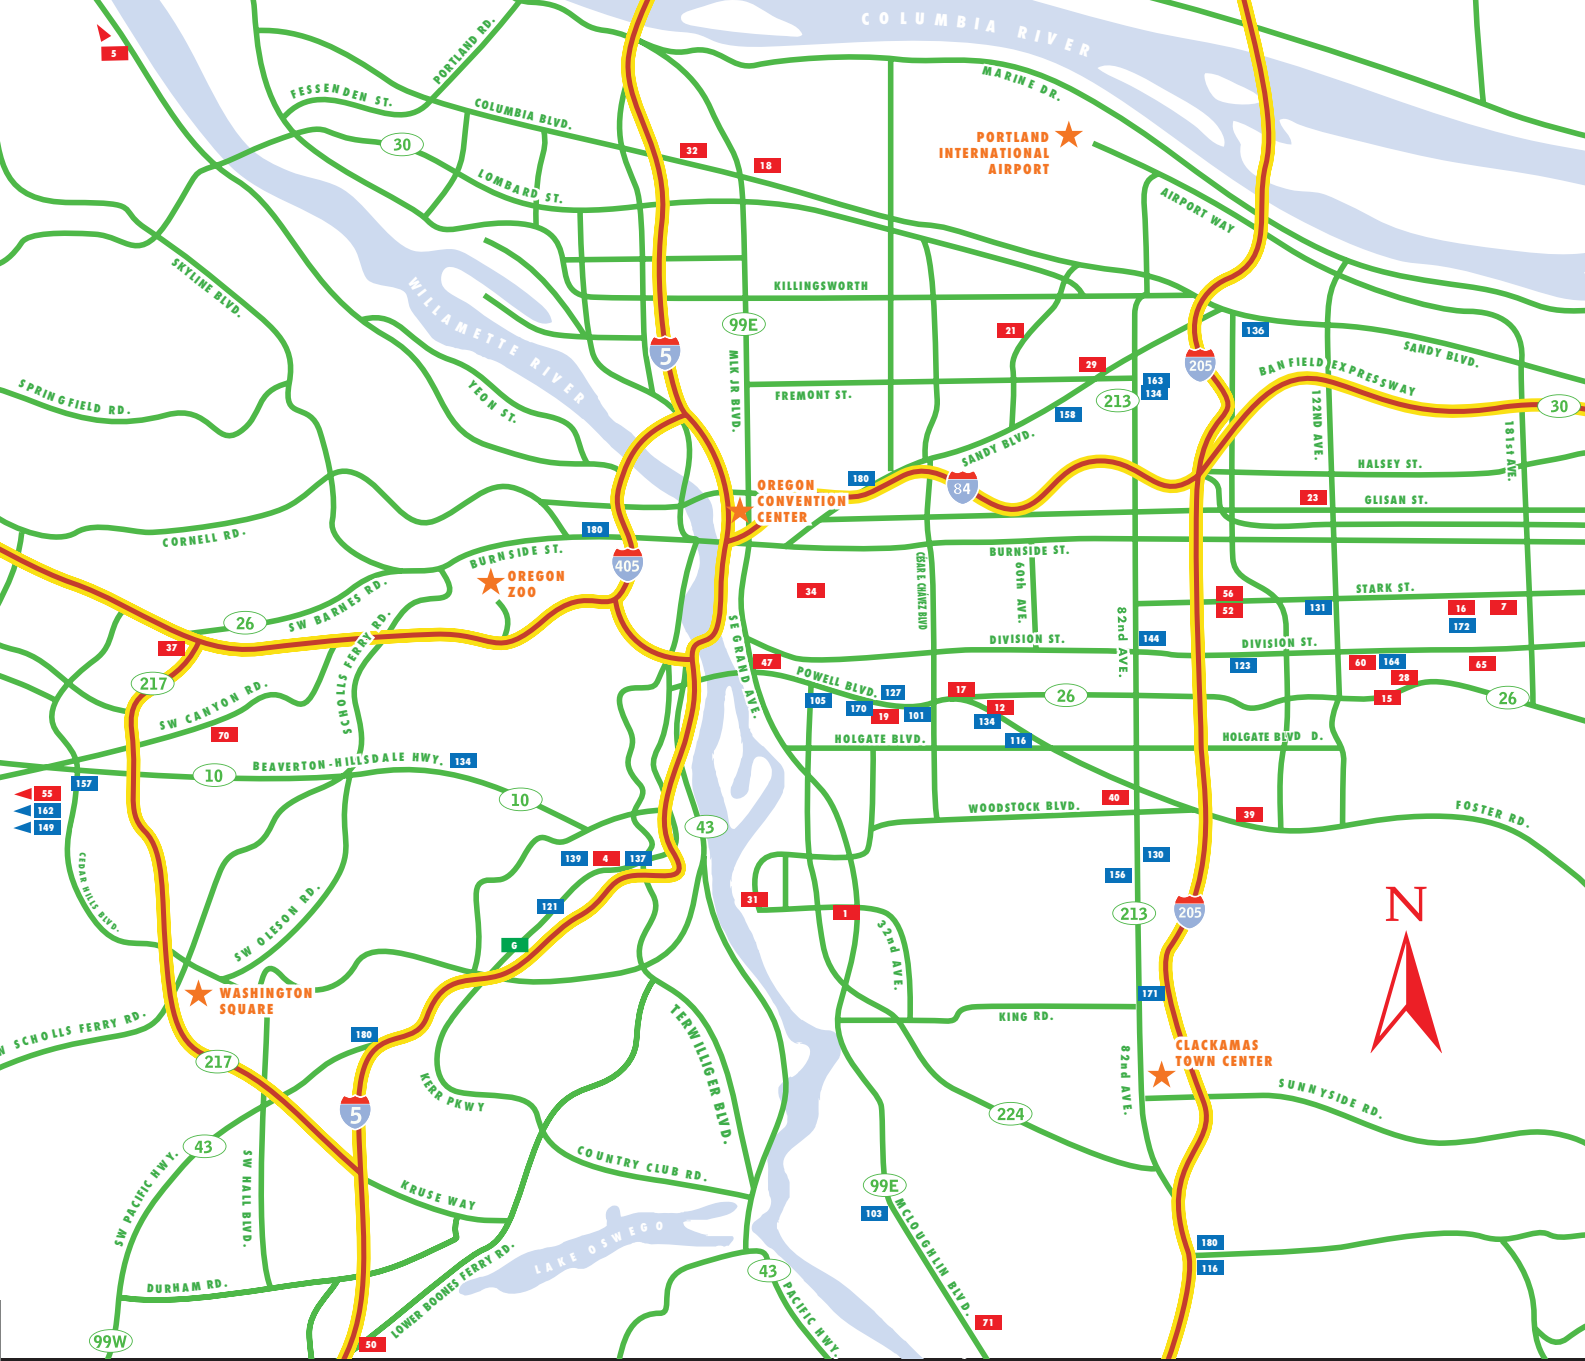 COLUMBIA RIVER
5
PORTLAND RD.
FESSENDEN ST.
COLUMBIA BLVD.
MARINE DR.
30
32
18
PORTLAND
INTERNATIONAL
AIRPORT
LOMBARD ST.
AIRPORT WAY
SKYLINE BLVD.
WILLAMETTE RIVER
KILLINGSWORTH
99E
21
136
5
MLK JR BLVD.
29
205
SANDY BLVD.
BANFIELD EXPRESSWAY
SPRINGFIELD RD.
YEON ST.
FREMONT ST.
163
134
213
158
122ND AVE.
30
181st AVE.
SANDY BLVD.
HALSEY ST.
180
84
OREGON
CONVENTION
CENTER
23
GLISAN ST.
CORNELL RD.
180
BURNSIDE ST.
405
BURNSIDE ST.
OREGON
ZOO
CÉSAR E. CHÁVEZ BLVD
60th AVE.
34
STARK ST.
56
52
131
16
7
172
SW BARNES RD.
26
SCHOLLS FERRY RD.
SE GRAND AVE.
82nd AVE.
DIVISION ST.
144
DIVISION ST.
37
47
123
60
164
65
28
217
POWELL BLVD.
127
17
26
15
26
105
170
19
101
12
134
SW CANYON RD.
70
HOLGATE BLVD.
116
HOLGATE BLVD D.
BEAVERTON-HILLSDALE HWY.
134
10
157
55
162
149
10
40
WOODSTOCK BLVD.
39
FOSTER RD.
43
139
4
137
130
156
CEDAR HILLS BLVD.
SW OLESON RD.
121
31
1
213
205
N
G
32nd AVE.
WASHINGTON
SQUARE
171
W SCHOLLS FERRY RD.
KING RD.
180
TERWILLIGER BLVD.
CLACKAMAS
TOWN CENTER
217
82nd AVE.
KERR PKWY
5
SUNNYSIDE RD.
224
43
SW PACIFIC HWY.
SW HALL BLVD.
COUNTRY CLUB RD.
KRUSE WAY
99E
103
MCLOUGHLIN BLVD.
LAKE OSWEGO
180
116
DURHAM RD.
LOWER BOONES FERRY RD.
43
PACIFIC HWY.
99W
50
71